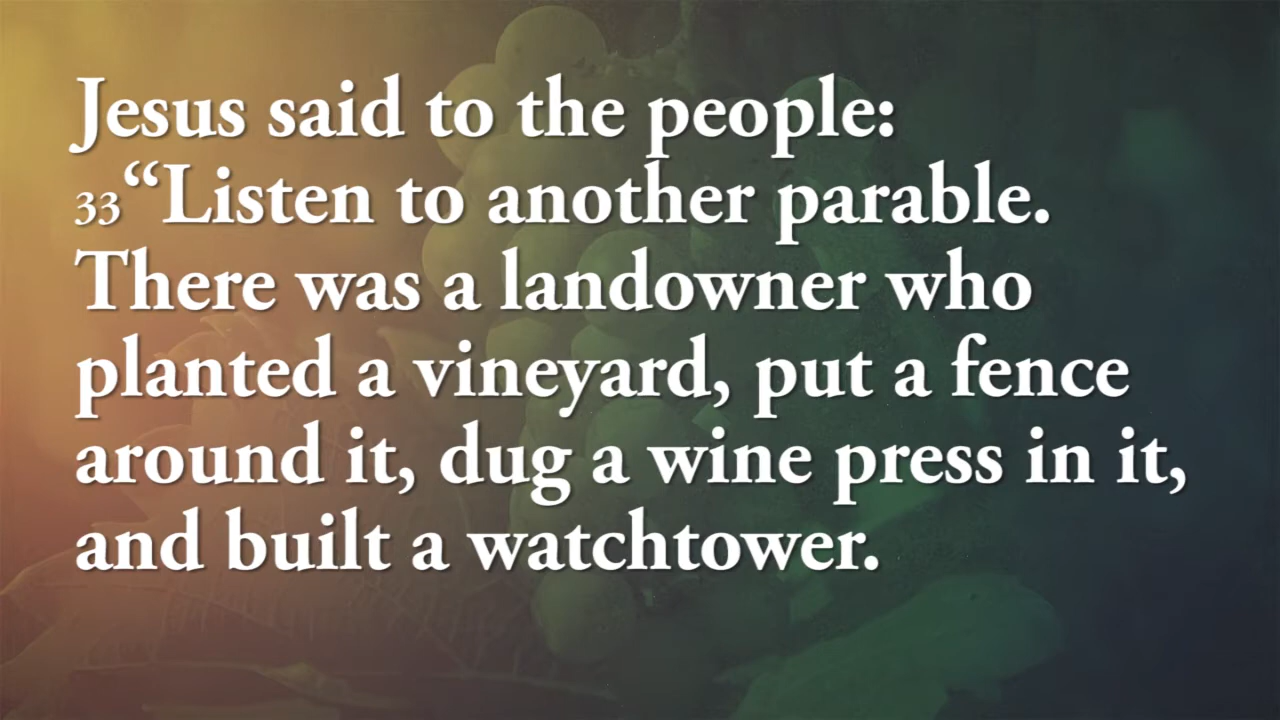 Jesus said to the people:
33“Listen to another parable.
There was a landowner who
planted a vineyard, put a fence
around it, dug a wine press in it,
and built a watchtower.